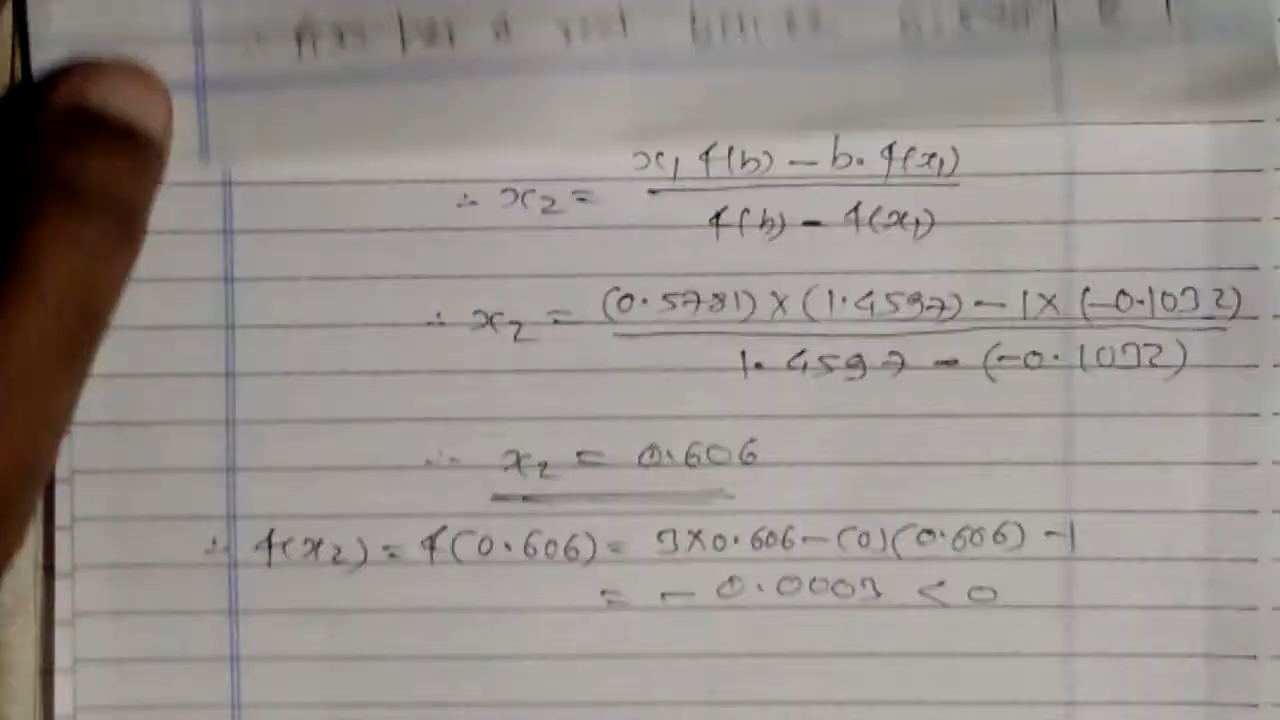 ∴ x₂ = (x₁ f(b) − b. f(x₁)) / (f(b) − f(x₁))
∴ x₂ = ((0.5781) × (1.4597) − 1 × (−0.1032)) / (1.4597 − (−0.1032))
∴ x₂ = 0.606
∴ f(x₂) = f(0.606) = 3×0.606 − cos(0.606) − 1
= − 0.0003 < 0